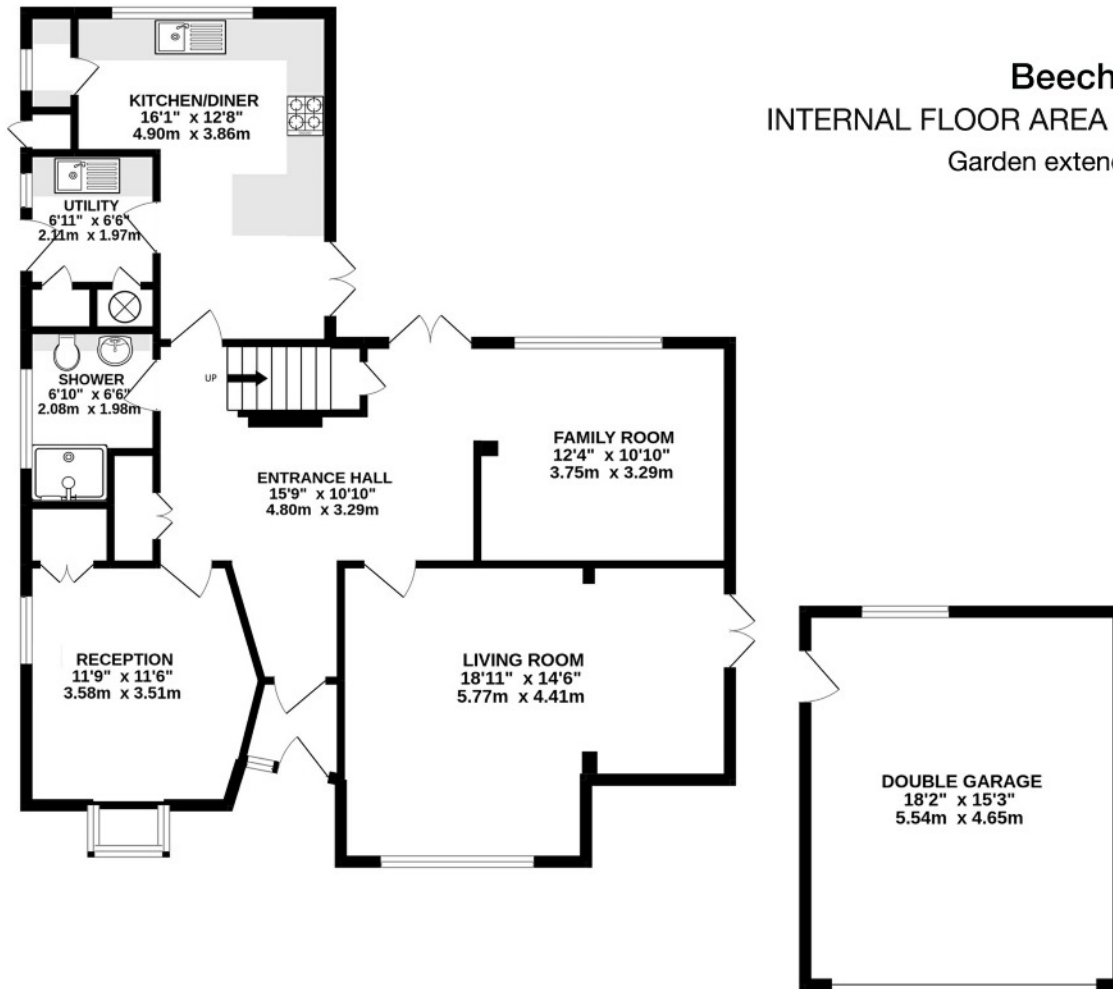 Beech
INTERNAL FLOOR AREA
Garden exten
KITCHEN/DINER
16'1" x 12'8"
4.90m x 3.86m
UTILITY
6'11" x 6'6"
2.11m x 1.97m
SHOWER
6'10" x 6'6"
2.08m x 1.98m
UP
FAMILY ROOM
12'4" x 10'10"
3.75m x 3.29m
ENTRANCE HALL
15'9" x 10'10"
4.80m x 3.29m
RECEPTION
11'9" x 11'6"
3.58m x 3.51m
LIVING ROOM
18'11" x 14'6"
5.77m x 4.41m
DOUBLE GARAGE
18'2" x 15'3"
5.54m x 4.65m